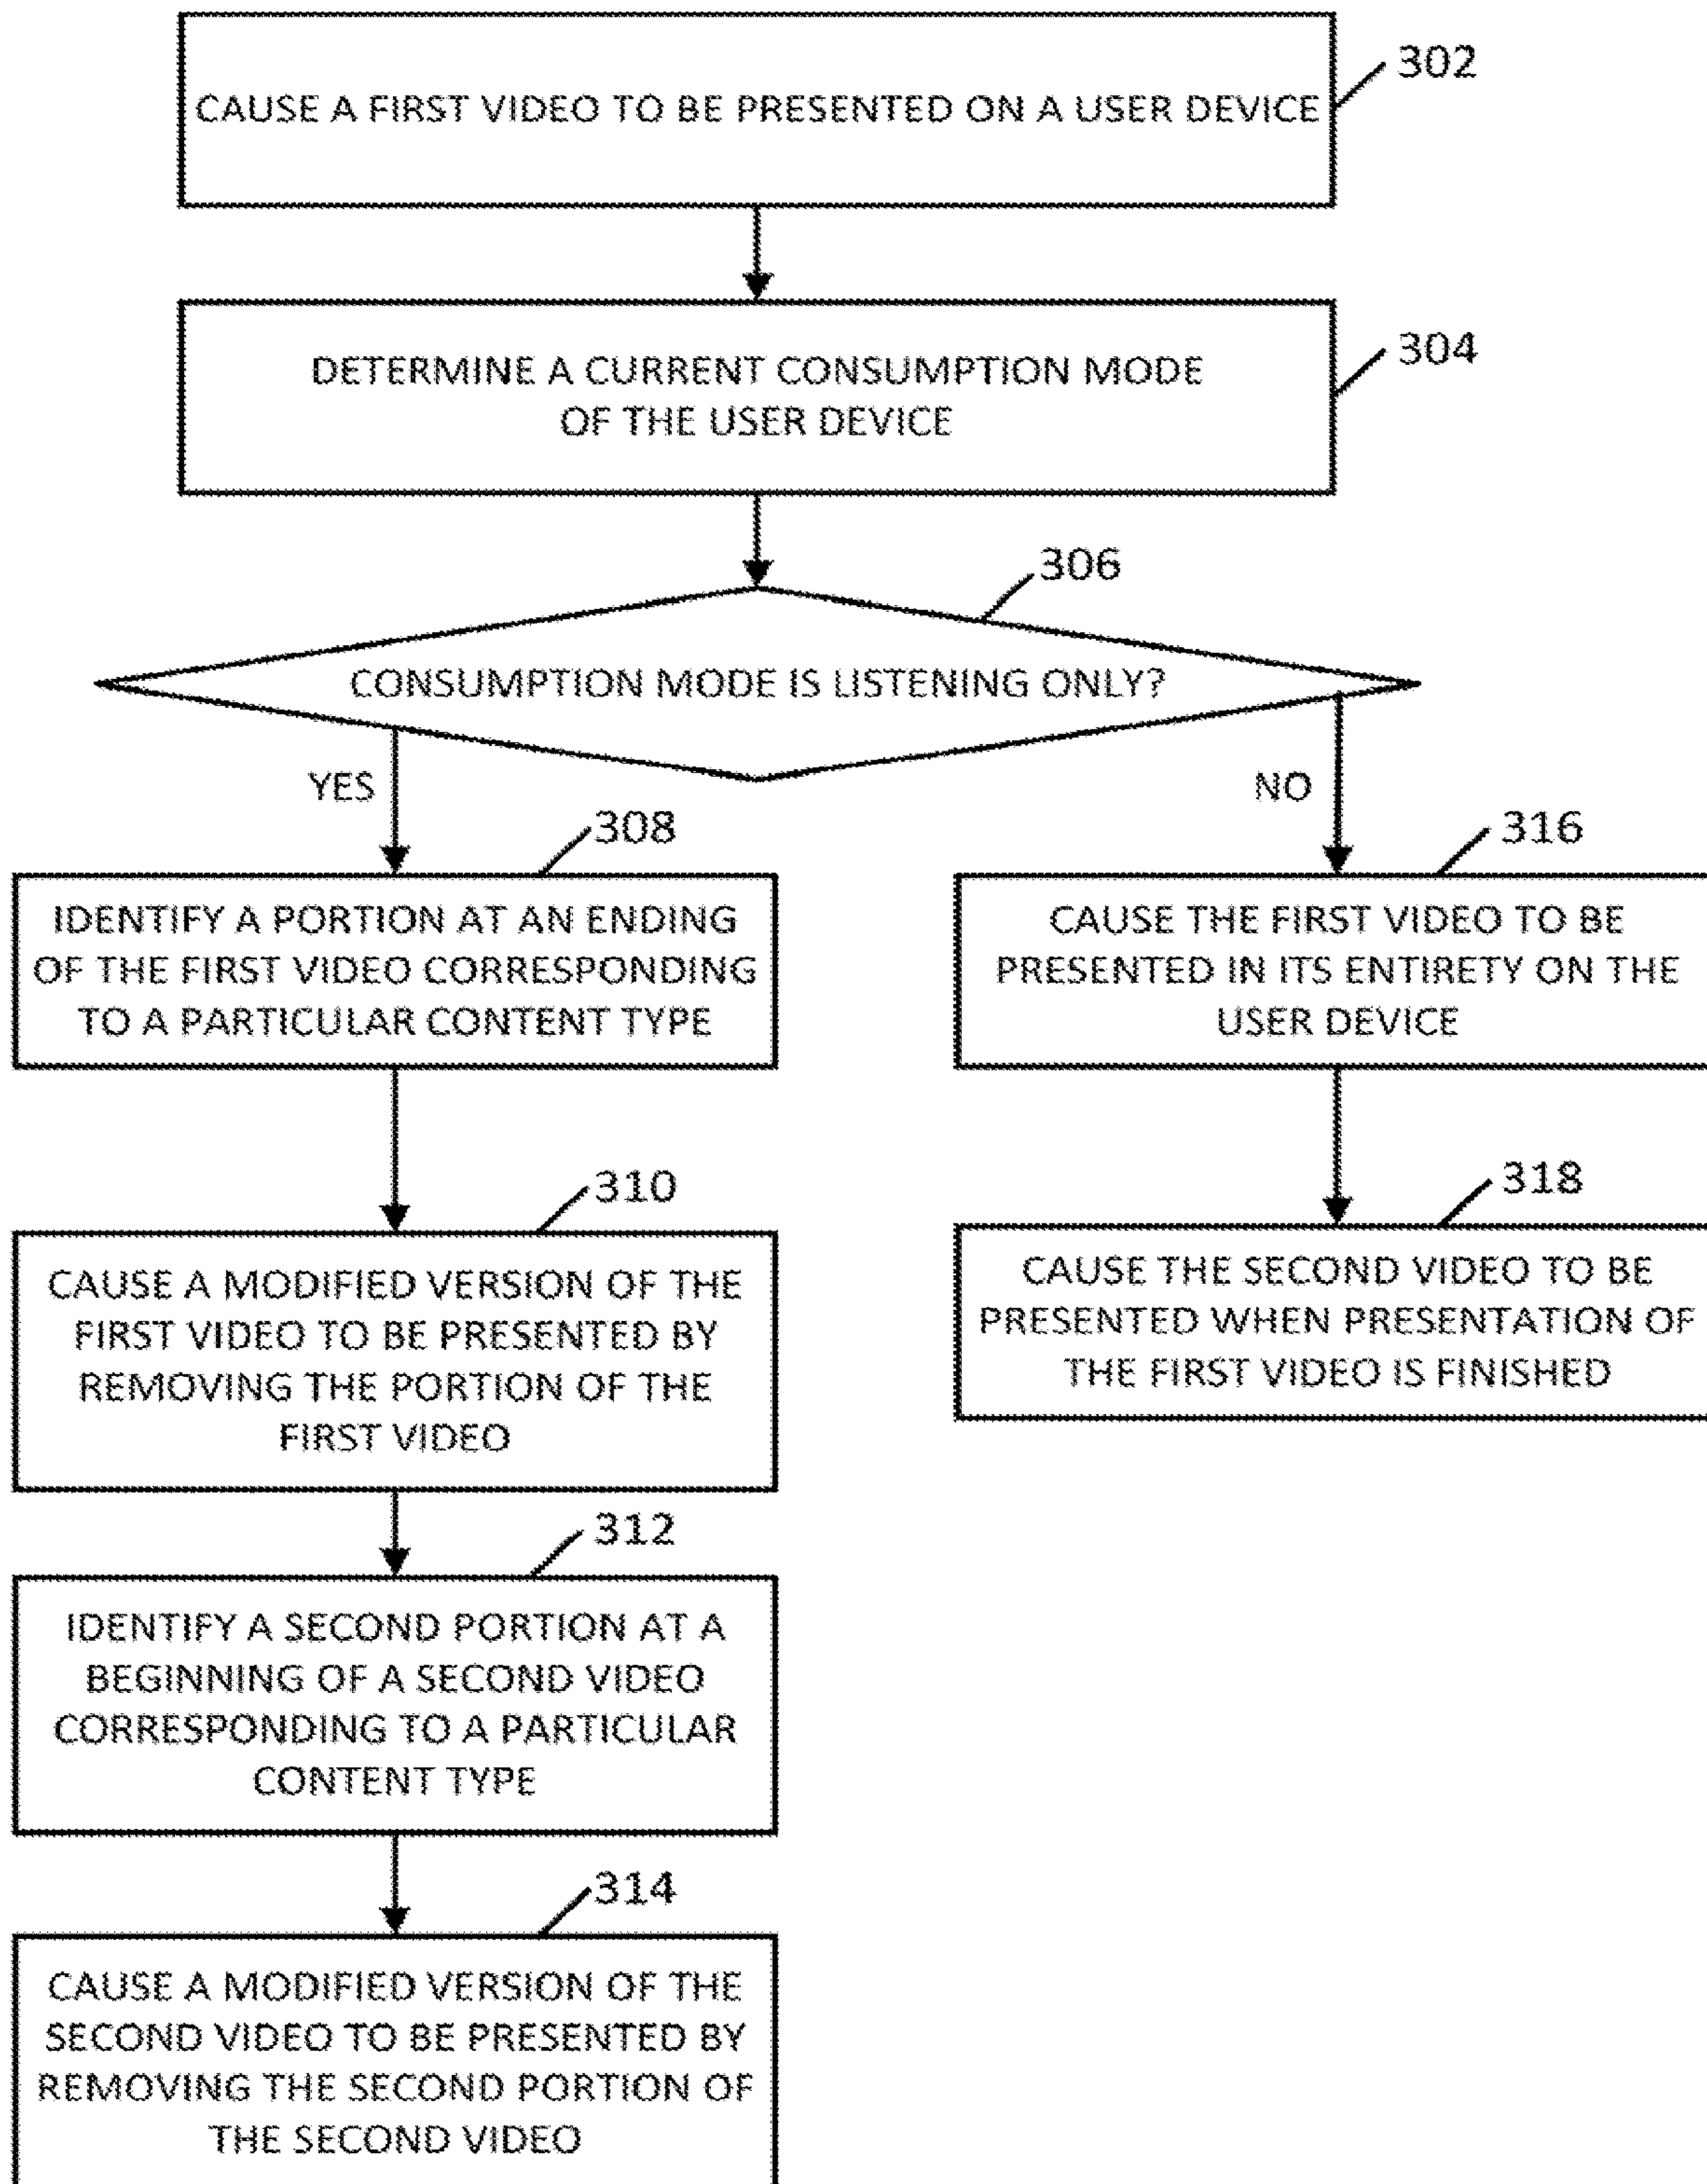 302
CAUSE A FIRST VIDEO TO BE PRESENTED ON A USER DEVICE
304
DETERMINE A CURRENT CONSUMPTION MODE
OF THE USER DEVICE
306
CONSUMPTION MODE IS LISTENING ONLY?
YES
308
IDENTIFY A PORTION AT AN ENDING
OF THE FIRST VIDEO CORRESPONDING
TO A PARTICULAR CONTENT TYPE
310
CAUSE A MODIFIED VERSION OF THE
FIRST VIDEO TO BE PRESENTED BY
REMOVING THE PORTION OF THE
FIRST VIDEO
312
IDENTIFY A SECOND PORTION AT A
BEGINNING OF A SECOND VIDEO
CORRESPONDING TO A PARTICULAR
CONTENT TYPE
314
CAUSE A MODIFIED VERSION OF THE
SECOND VIDEO TO BE PRESENTED BY
REMOVING THE SECOND PORTION OF
THE SECOND VIDEO
NO
316
CAUSE THE FIRST VIDEO TO BE
PRESENTED IN ITS ENTIRETY ON THE
USER DEVICE
318
CAUSE THE SECOND VIDEO TO BE
PRESENTED WHEN PRESENTATION OF
THE FIRST VIDEO IS FINISHED